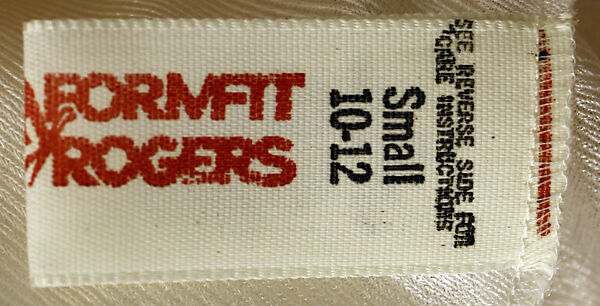 FORMFIT
ROGERS
Small
10-12
SEE REVERSE SIDE FOR
CARE INSTRUCTIONS